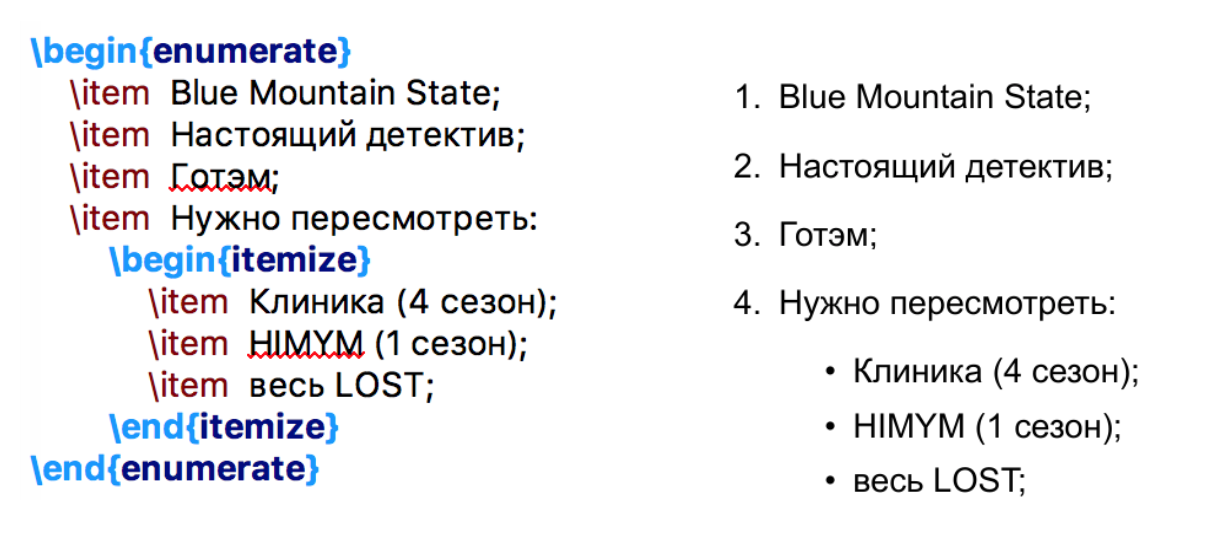 \begin{enumerate}
\item Blue Mountain State;
\item Настоящий детектив;
\item Готэм;
\item Нужно пересмотреть:
\begin{itemize}
\item Клиника (4 сезон);
\item HIMYM (1 сезон);
\item весь LOST;
\end{itemize}
\end{enumerate}
1. Blue Mountain State;
2. Настоящий детектив;
3. Готэм;
4. Нужно пересмотреть:
• Клиника (4 сезон);
• HIMYM (1 сезон);
• весь LOST;